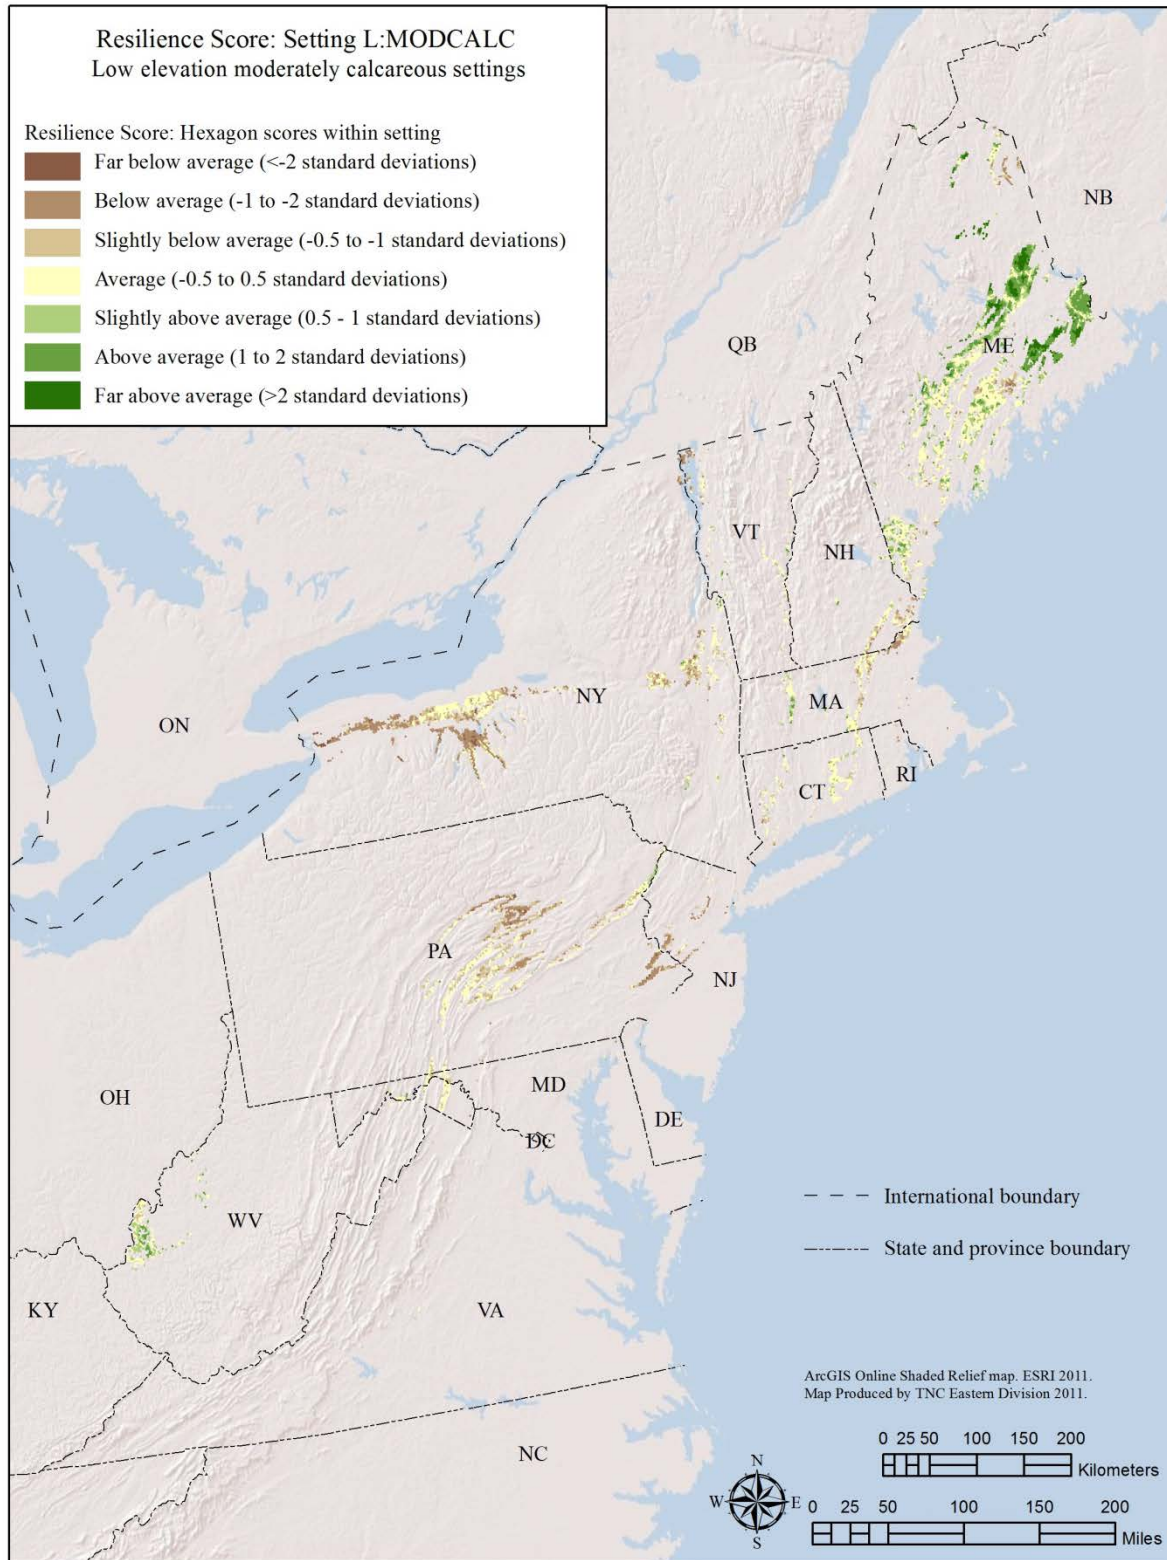 Resilience Score: Setting L:MODCALC
Low elevation moderately calcareous settings
Resilience Score: Hexagon scores within setting
Far below average (<-2 standard deviations)
Below average (-1 to -2 standard deviations)
Slightly below average (-0.5 to -1 standard deviations)
Average (-0.5 to 0.5 standard deviations)
Slightly above average (0.5 - 1 standard deviations)
Above average (1 to 2 standard deviations)
Far above average (>2 standard deviations)
NB
QB
ME
VT
NH
NY
MA
ON
RI
CT
PA
NJ
OH
MD
DE
DC
WV
KY
VA
NC
International boundary
State and province boundary
ArcGIS Online Shaded Relief map. ESRI 2011.
Map Produced by TNC Eastern Division 2011.
0 25 50 100 150 200
Kilometers
N
W E
S
0 25 50 100 150 200
Miles